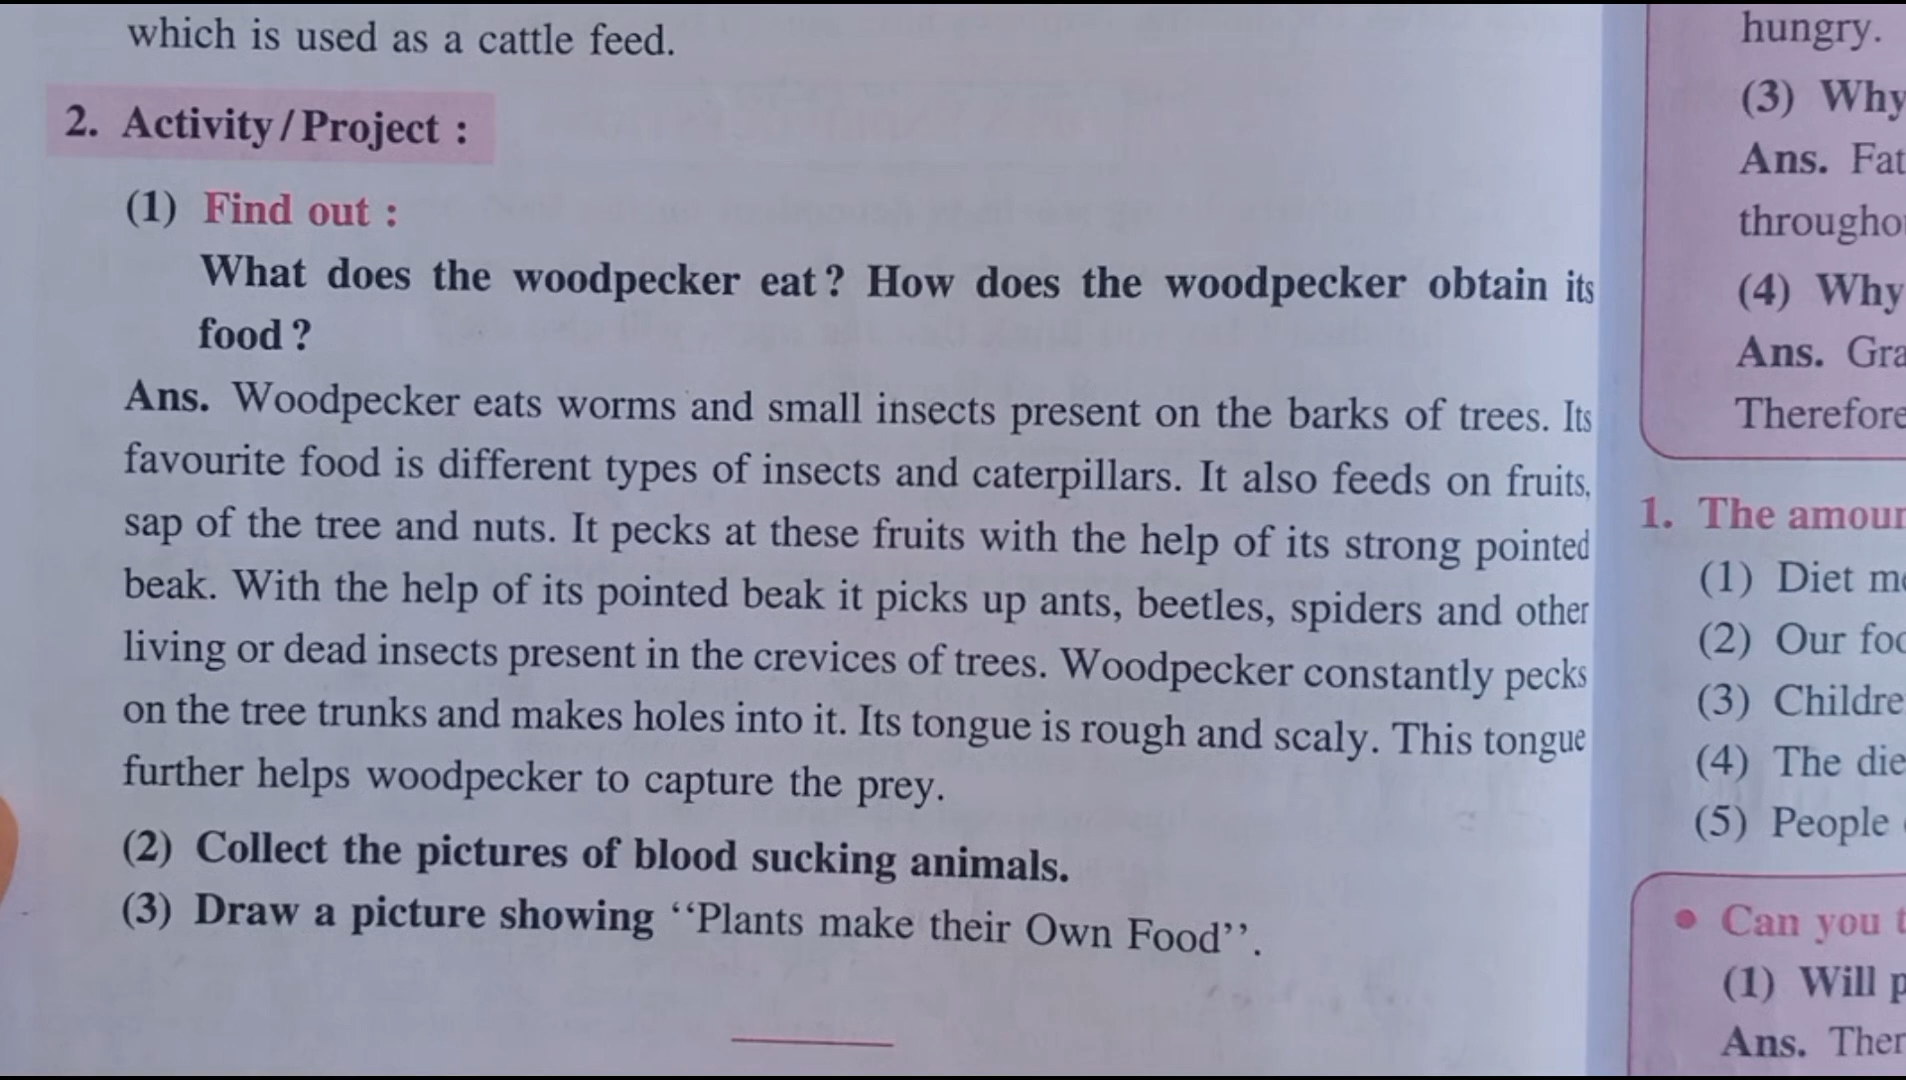 which is used as a cattle feed.
2. Activity/Project :
(1) Find out :
What does the woodpecker eat? How does the woodpecker obtain its
food?
Ans. Woodpecker eats worms and small insects present on the barks of trees. Its
favourite food is different types of insects and caterpillars. It also feeds on fruits,
sap of the tree and nuts. It pecks at these fruits with the help of its strong pointed
beak. With the help of its pointed beak it picks up ants, beetles, spiders and other
living or dead insects present in the crevices of trees. Woodpecker constantly pecks
on the tree trunks and makes holes into it. Its tongue is rough and scaly. This tongue
further helps woodpecker to capture the prey.
(2) Collect the pictures of blood sucking animals.
(3) Draw a picture showing ‘‘Plants make their Own Food’’.
hungry.
(3) Why
Ans. Fat
(4) Why
Ans.
Therefore
1. The
(1) Diet
(2) Our
(3)
(4) The
(5) People
• Can you
(1) Will
Ans.